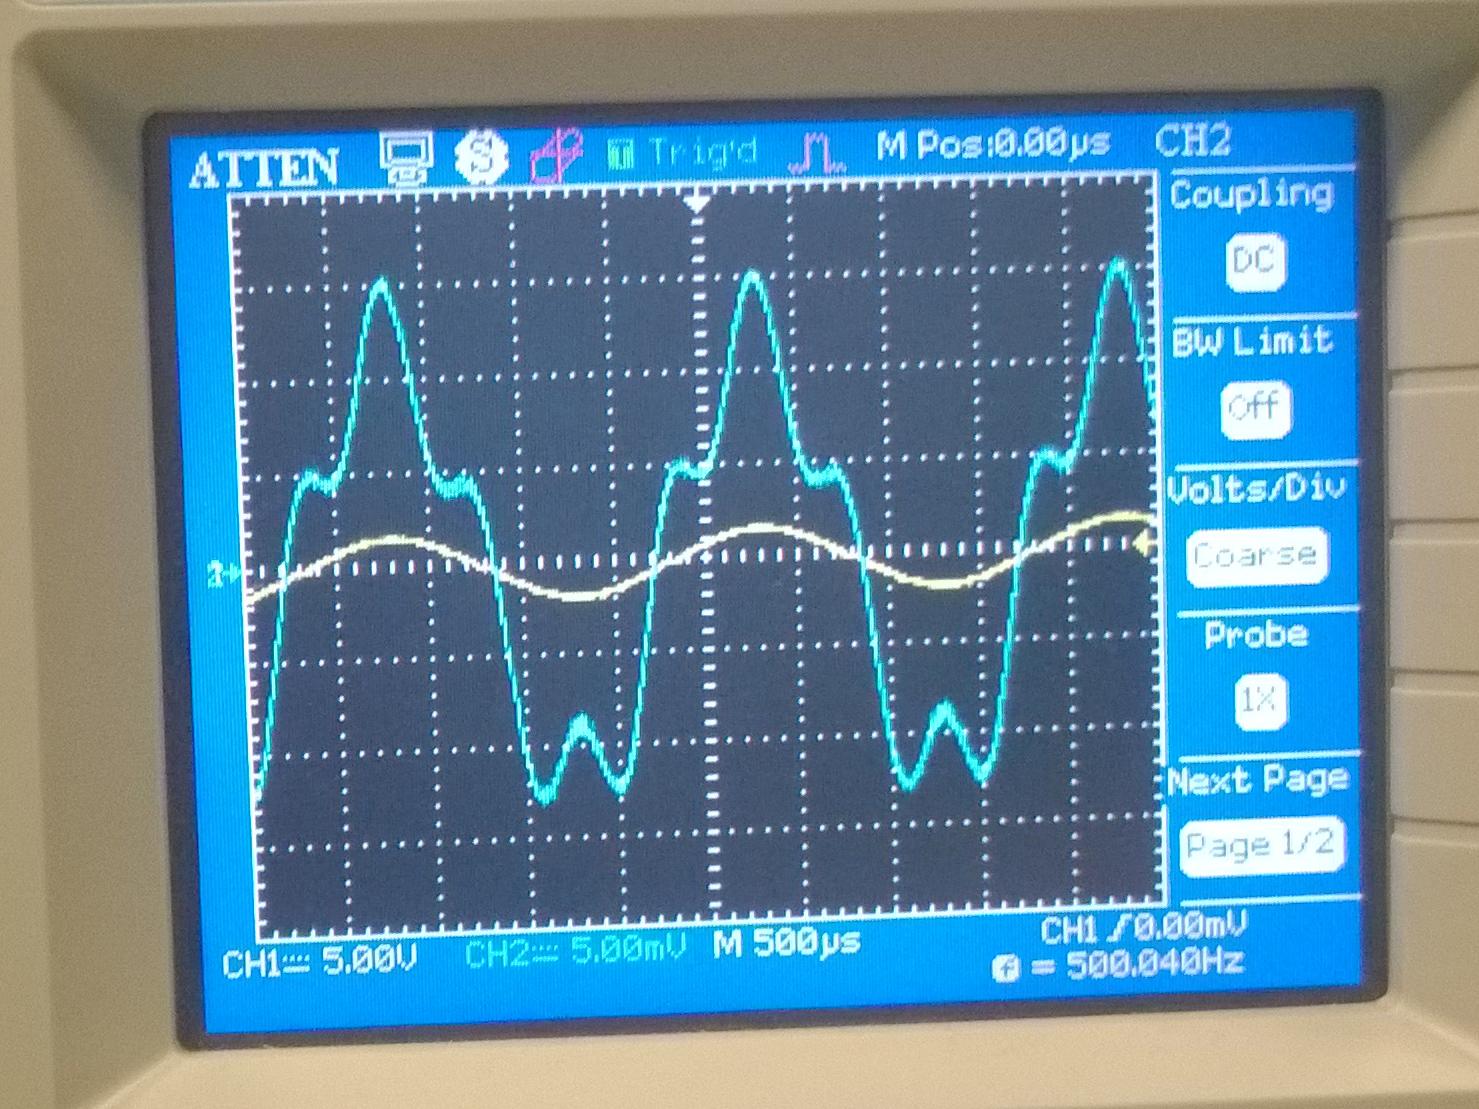 ATTEN Trig'd M Pos:0.00µs CH2
Coupling
DC
BW Limit
Off
Volts/Div
Coarse
Probe
1X
Next Page
Page 1/2
CH1 5.00V CH2 5.00mV M 500µs CH1 0.00mV
f = 500.040Hz